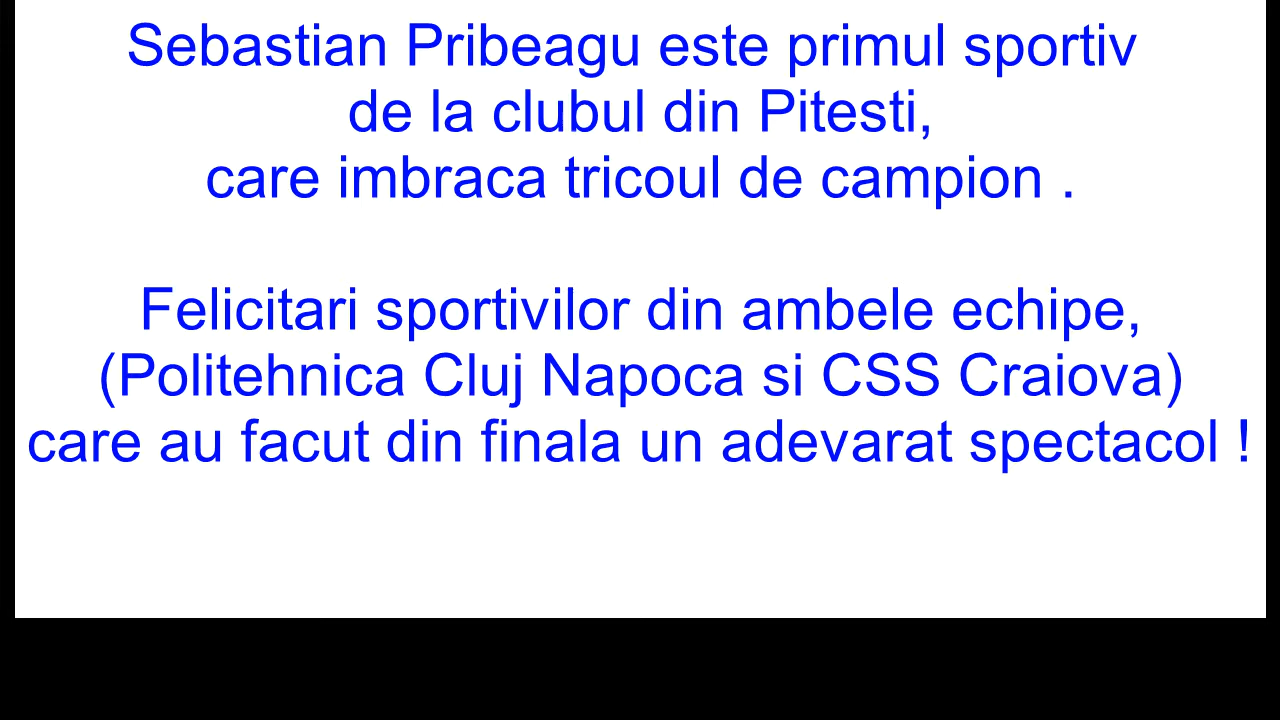 Sebastian Pribeagu este primul sportiv
de la clubul din Pitesti,
care imbraca tricoul de campion .
Felicitari sportivilor din ambele echipe,
(Politehnica Cluj Napoca si CSS Craiova)
care au facut din finala un adevarat spectacol !